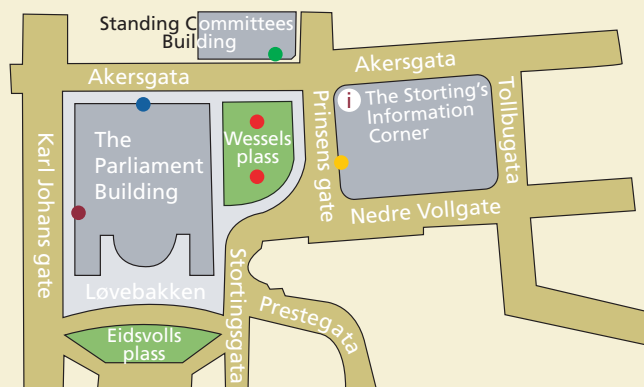 Standing Committees
Building
Akersgata
Akersgata
i
The Storting's
Information
Corner
Tollbugata
Prinsens gate
Wessels
plass
The
Parliament
Building
Karl Johans gate
Nedre Vollgate
Løvebakken
Stortingsgata
Prestegata
Eidsvolls
plass